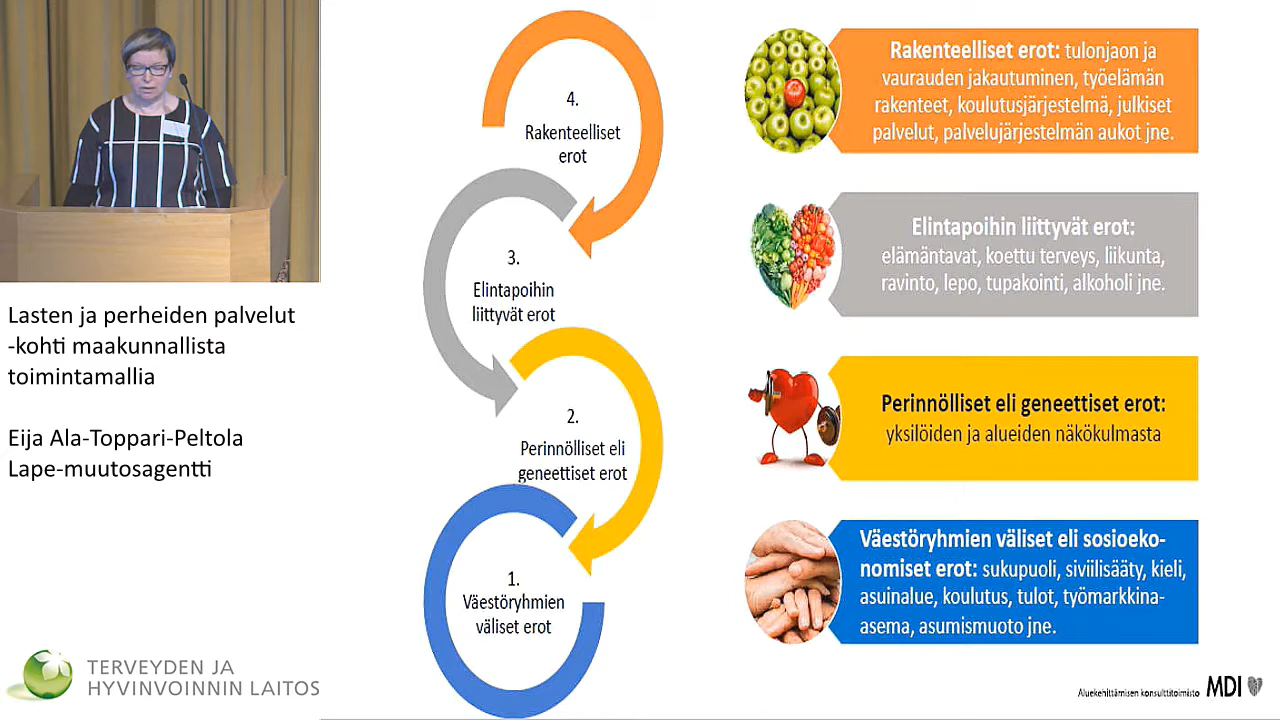 Lasten ja perheiden palvelut
-kohti maakunnallista
toimintamallia
Eija Ala-Toppari-Peltola
Lape-muutosagentti
TERVEYDEN JA
HYVINVOINNIN LAITOS
4.
Rakenteelliset
erot
3.
Elintapoihin
liittyvät erot
2.
Perinnölliset eli
geneettiset erot
1.
Väestöryhmien
väliset erot
Rakenteelliset erot: tulonjaon ja
vaurauden jakautuminen, työelämän
rakenteet, koulutusjärjestelmä, julkiset
palvelut, palvelujärjestelmän aukot jne.
Elintapoihin liittyvät erot:
elämäntavat, koettu terveys, liikunta,
ravinto, lepo, tupakointi, alkoholi jne.
Perinnölliset eli geneettiset erot:
yksilöiden ja alueiden näkökulmasta
Väestöryhmien väliset eli sosioeko-
nomiset erot: sukupuoli, siviilisääty, kieli,
asuinalue, koulutus, tulot, työmarkkina-
asema, asumismuoto jne.
Aluekehittämisen konsulttitoimisto MDI